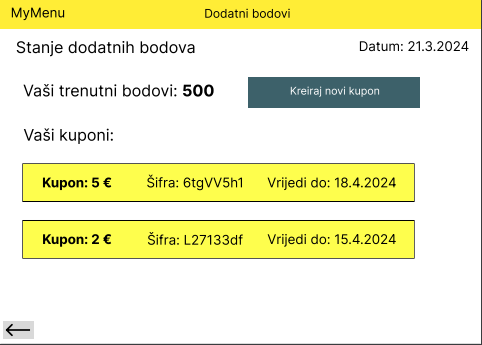 MyMenu Dodatni bodovi
Stanje dodatnih bodova Datum: 21.3.2024
Vaši trenutni bodovi: 500 Kreiraj novi kupon
Vaši kuponi:
Kupon: 5 € Šifra: 6tgVV5h1 Vrijedi do: 18.4.2024
Kupon: 2 € Šifra: L27133df Vrijedi do: 15.4.2024